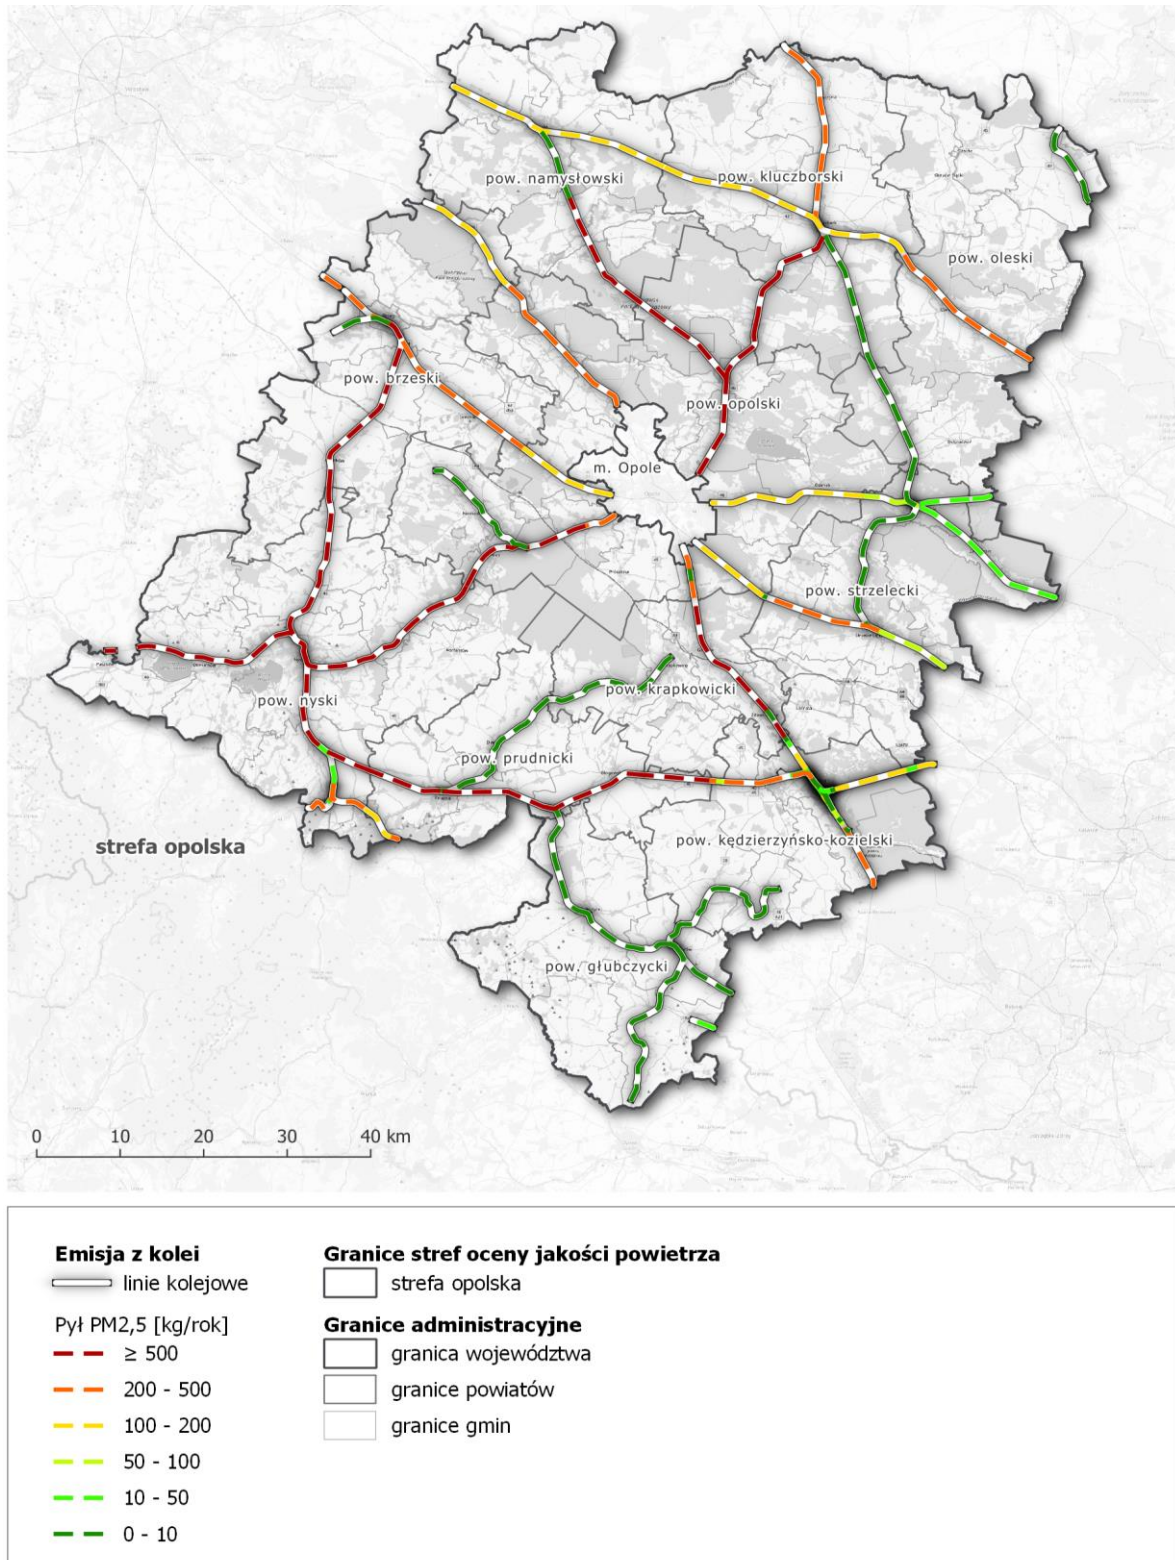 pow. namysłowski
pow. kluczborski
pow. oleski
pow. brzeski
pow. opolski
m. Opole
pow. strzelecki
pow. nyski
pow. krapkowicki
pow. prudnicki
strefa opolska
pow. kędzierzyńsko-kozielski
pow. głubczycki
0 10 20 30 40 km
Emisja z kolei
linie kolejowe
Pył PM2,5 [kg/rok]
≥ 500
200 - 500
100 - 200
50 - 100
10 - 50
0 - 10
Granice stref oceny jakości powietrza
strefa opolska
Granice administracyjne
granica województwa
granice powiatów
granice gmin